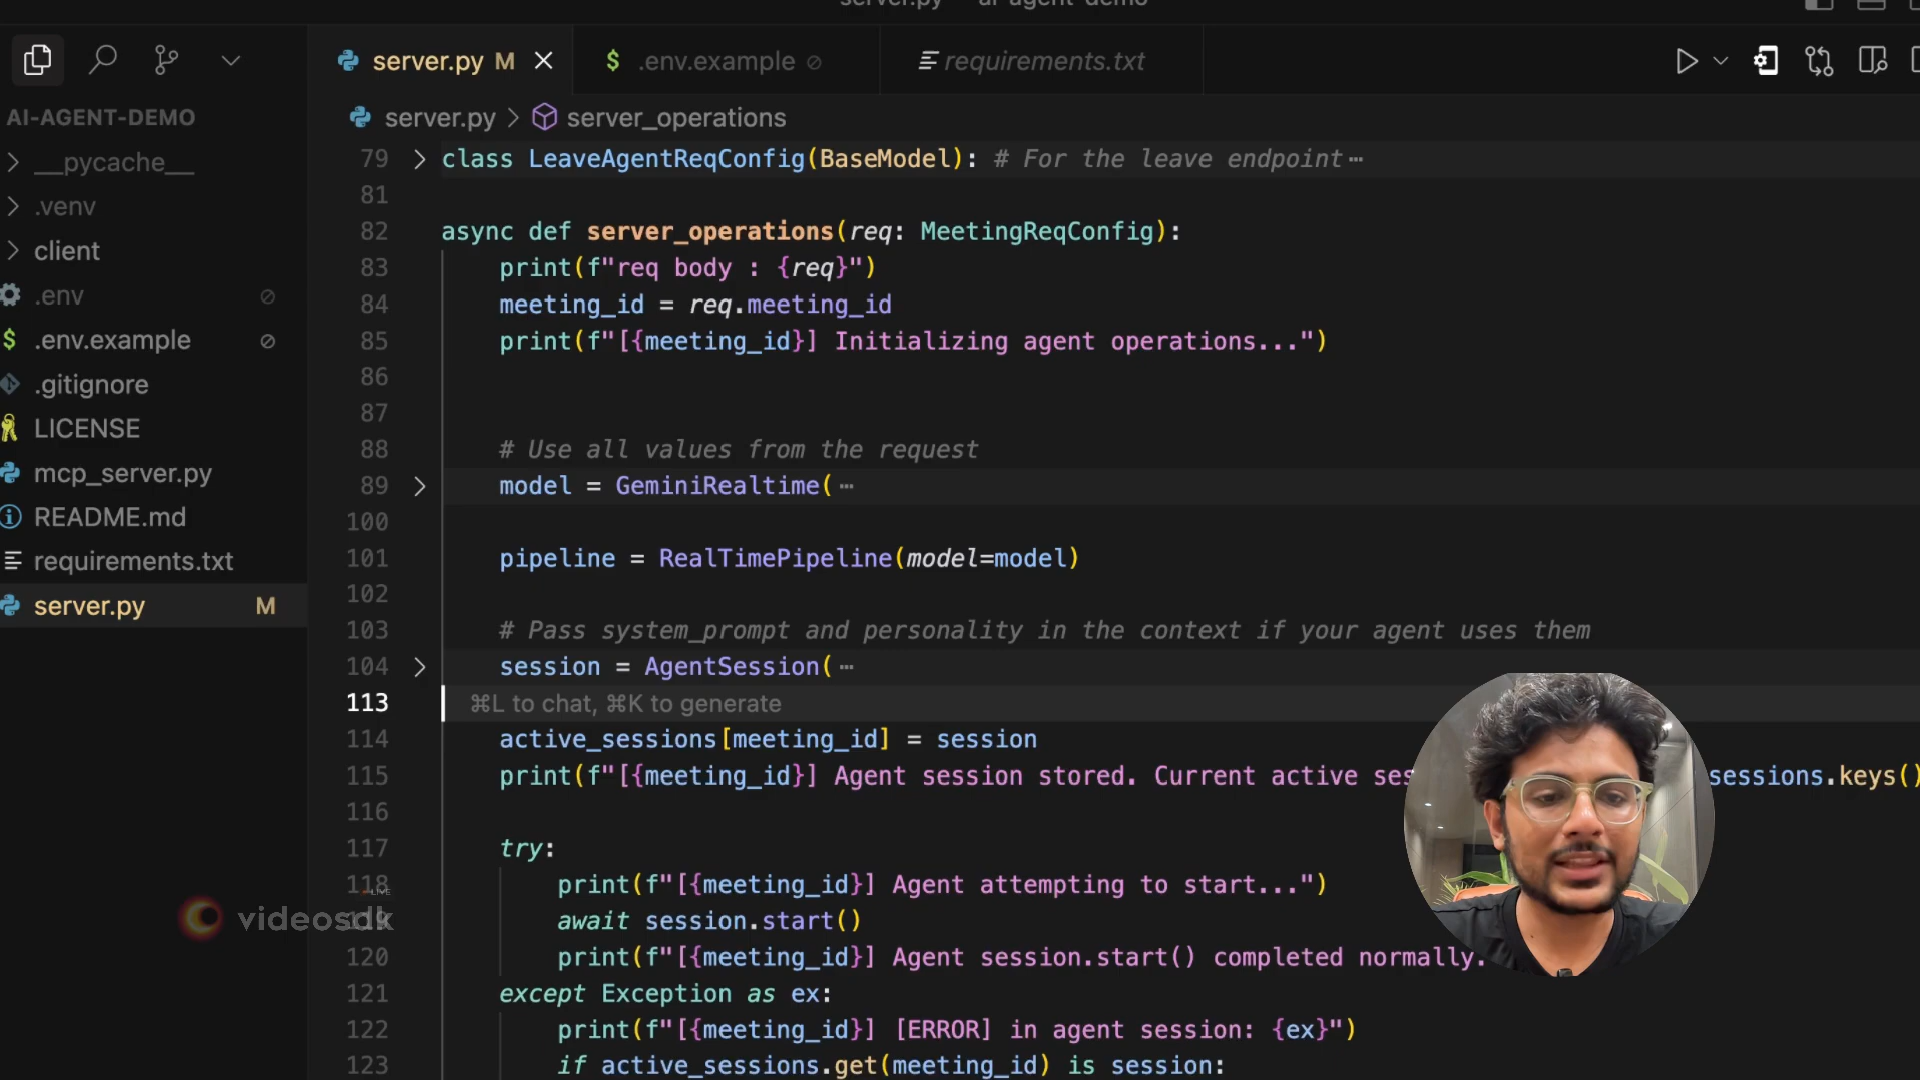 server.py — ai-agent-demo
server.py M
.env.example
requirements.txt
AI-AGENT-DEMO
__pycache__
.venv
client
.env
.env.example
.gitignore
LICENSE
mcp_server.py
README.md
requirements.txt
server.py M
server.py > server_operations
79 class LeaveAgentReqConfig(BaseModel): # For the leave endpoint
81
82 async def server_operations(req: MeetingReqConfig):
83 print(f"req body : {req}")
84 meeting_id = req.meeting_id
85 print(f"[{meeting_id}] Initializing agent operations...")
86
87
88 # Use all values from the request
89 model = GeminiRealtime(
100
101 pipeline = RealTimePipeline(model=model)
102
103 # Pass system_prompt and personality in the context if your agent uses them
104 session = AgentSession(
113 ⌘L to chat, ⌘K to generate
114 active_sessions[meeting_id] = session
115 print(f"[{meeting_id}] Agent session stored. Current active ses sessions.keys()
116
117 try:
118 print(f"[{meeting_id}] Agent attempting to start...")
await session.start()
120 print(f"[{meeting_id}] Agent session.start() completed normally.
121 except Exception as ex:
122 print(f"[{meeting_id}] [ERROR] in agent session: {ex}")
123 if active_sessions.get(meeting_id) is session:
LIVE
videosdk